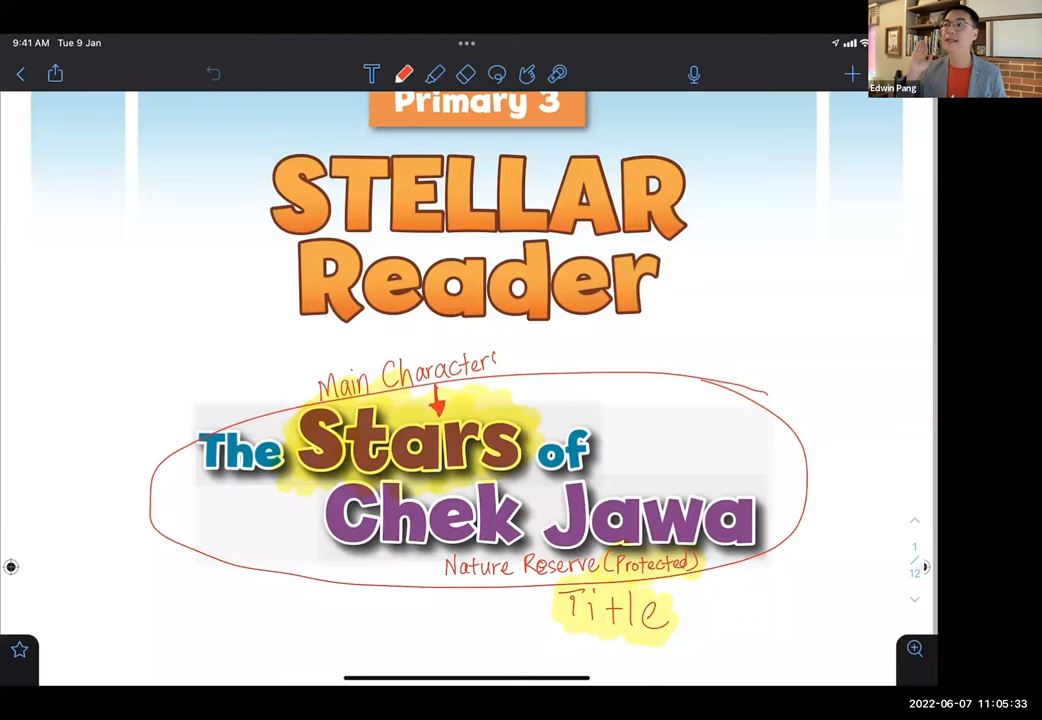 9:41 AM Tue 9 Jan
Edwin Pang
Primary 3
STELLAR
Reader
Main Characters
The Stars of
Chek Jawa
Nature Reserve (Protected)
Title
1
/
12
2022-06-07 11:05:33